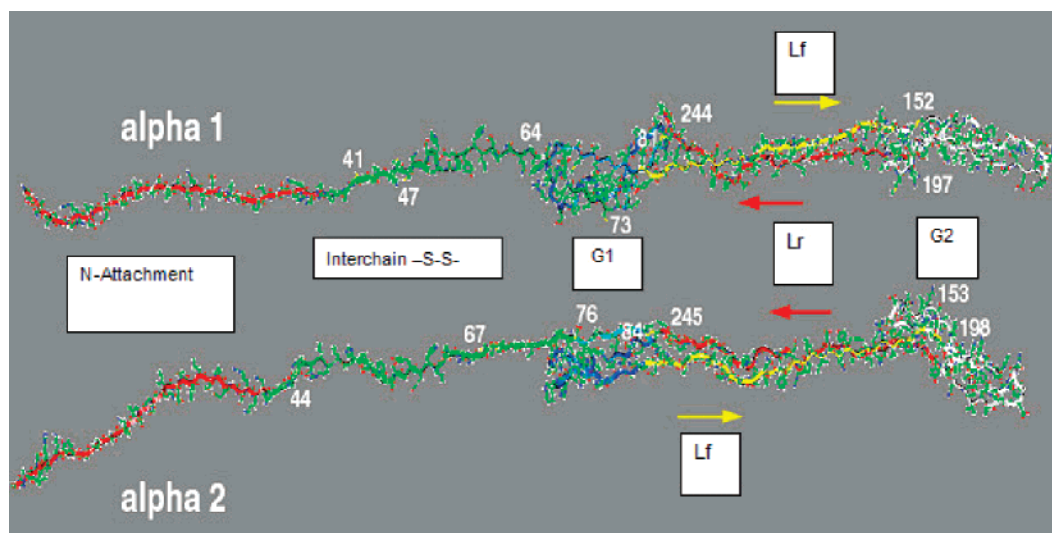 Lf
alpha 1
64
244
152
41
81
47
197
73
N-Attachment
Interchain –S-S-
G1
Lr
G2
76
84
245
153
67
198
44
Lf
alpha 2